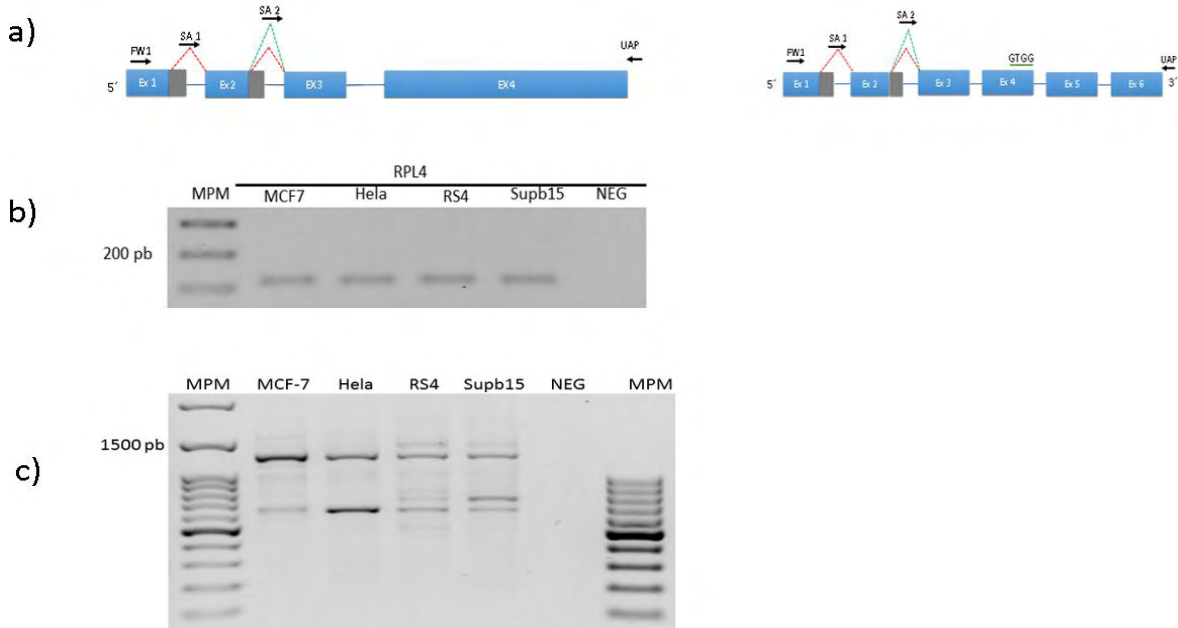 a)
SA 1
SA 2
FW1
UAP
5´
Ex 1
Ex2
EX3
EX4
SA 1
SA 2
FW1
GTGG
UAP
5´
Ex 1
Ex 2
Ex 3
Ex 4
Ex 5
Ex 6
3´
b)
RPL4
MPM MCF7 Hela RS4 Supb15 NEG
200 pb
c)
MPM MCF-7 Hela RS4 Supb15 NEG MPM
1500 pb